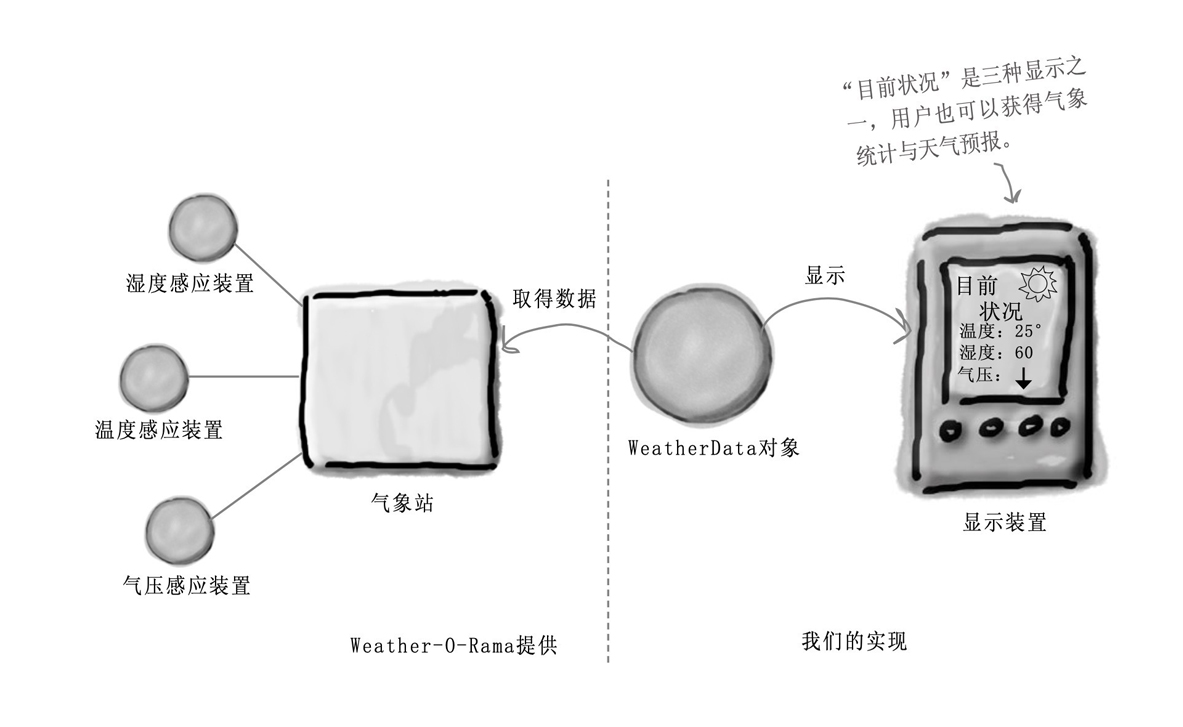 “目前状况”是三种显示之
一，用户也可以获得气象
统计与天气预报。
湿度感应装置
温度感应装置
气压感应装置
气象站
取得数据
显示
WeatherData对象
目前
状况
温度：25°
湿度：60
气压：
显示装置
Weather-O-Rama提供
我们的实现